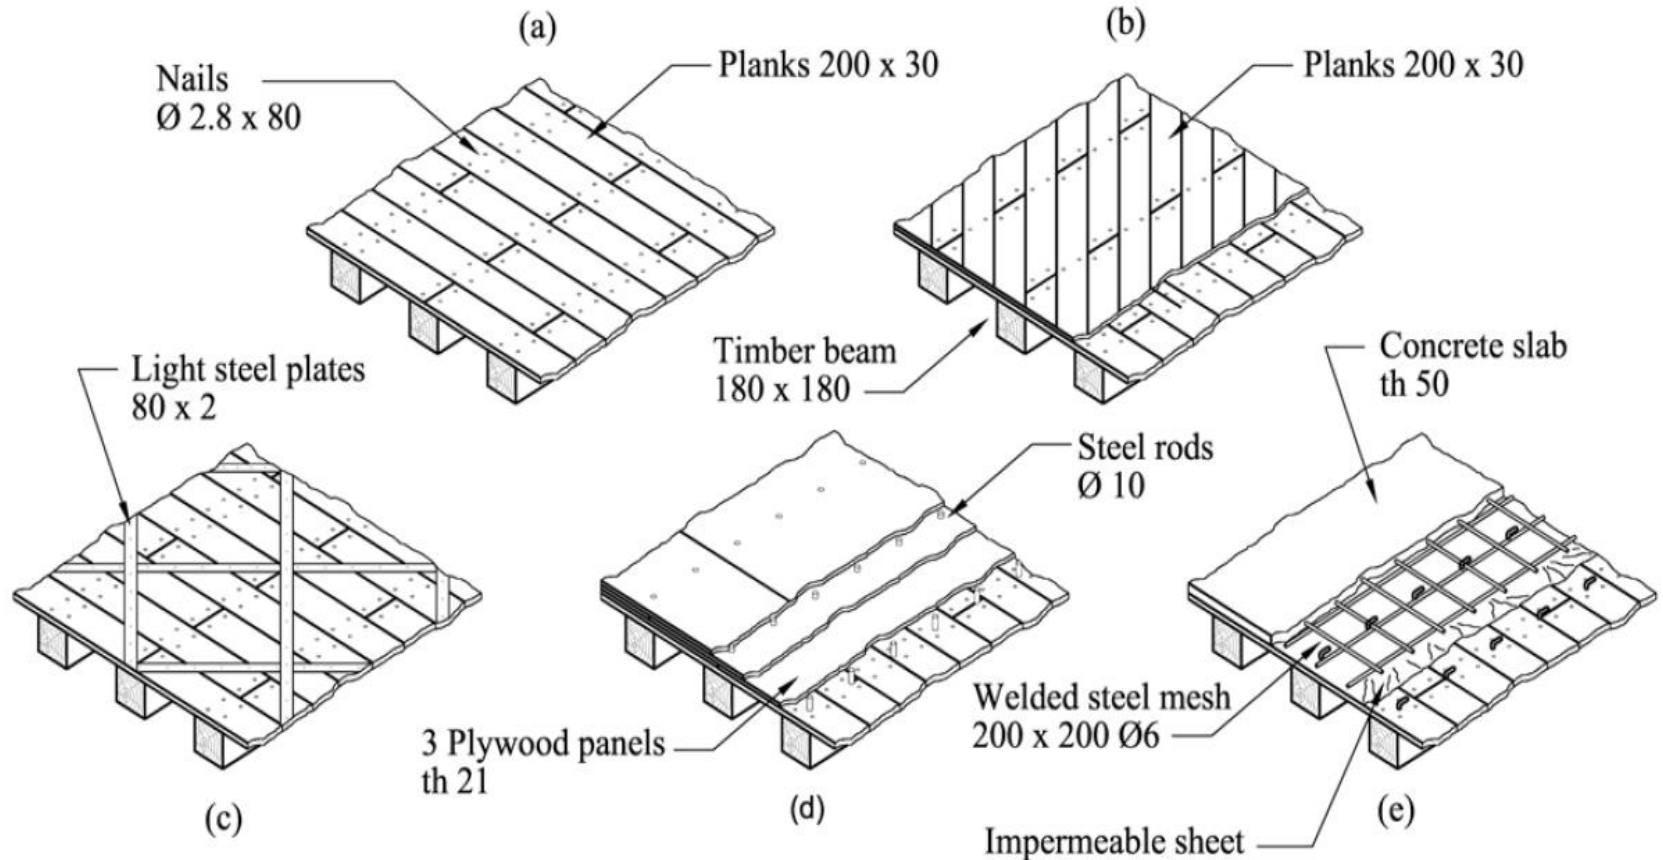 (a)
(b)
Nails
Ø 2.8 x 80
Planks 200 x 30
Planks 200 x 30
Timber beam
180 x 180
Concrete slab
th 50
Light steel plates
80 x 2
Steel rods
Ø 10
3 Plywood panels
th 21
Welded steel mesh
200 x 200 Ø6
Impermeable sheet
(c)
(d)
(e)